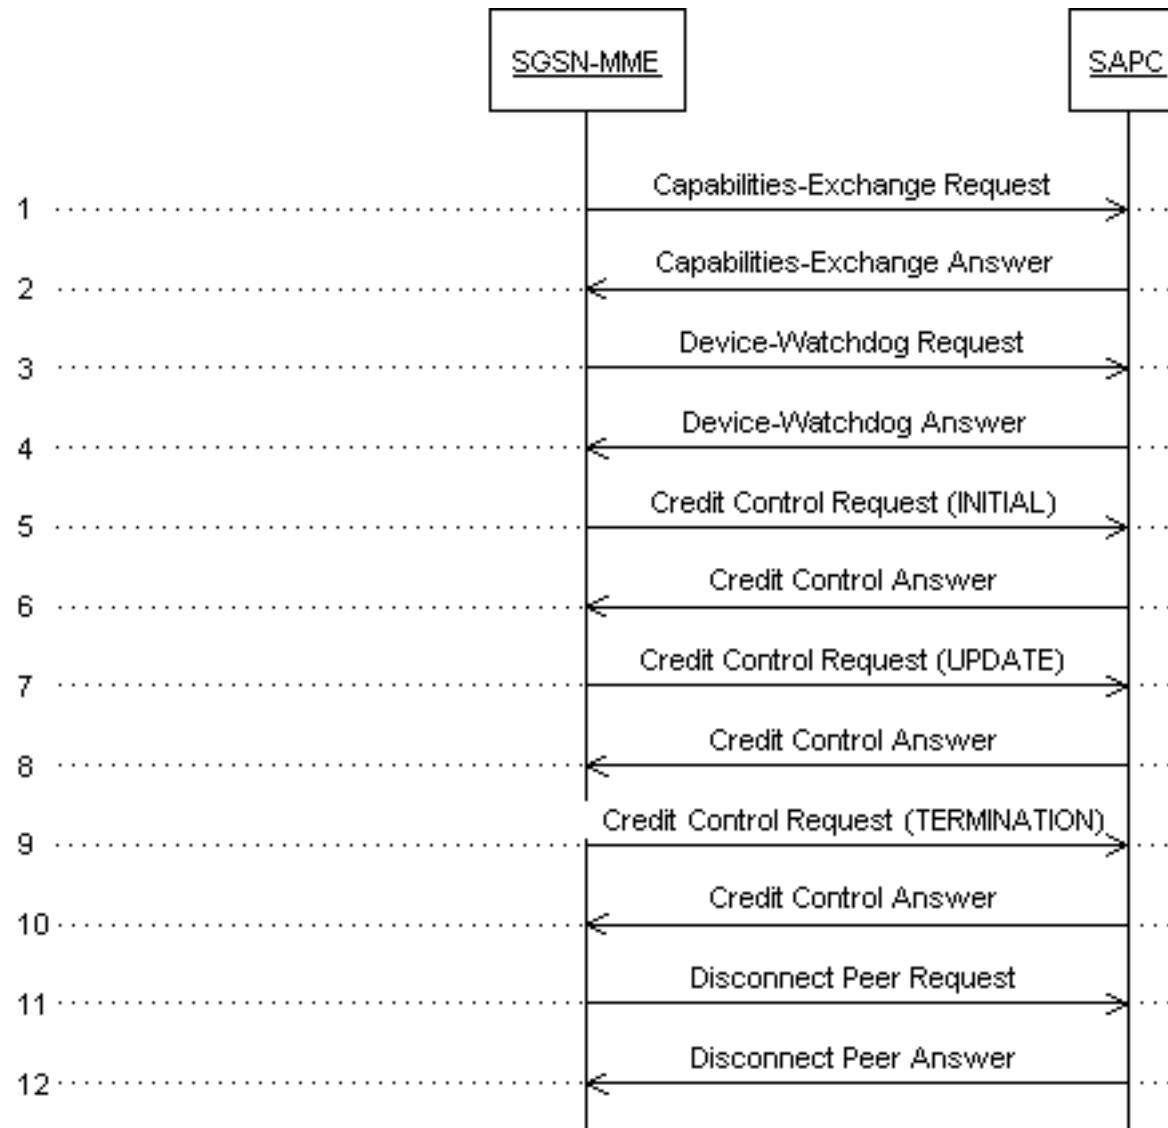 SGSN-MME
SAPC
Capabilities-Exchange Request
1
Capabilities-Exchange Answer
2
Device-Watchdog Request
3
Device-Watchdog Answer
4
Credit Control Request (INITIAL)
5
Credit Control Answer
6
Credit Control Request (UPDATE)
7
Credit Control Answer
8
Credit Control Request (TERMINATION)
9
Credit Control Answer
10
Disconnect Peer Request
11
Disconnect Peer Answer
12